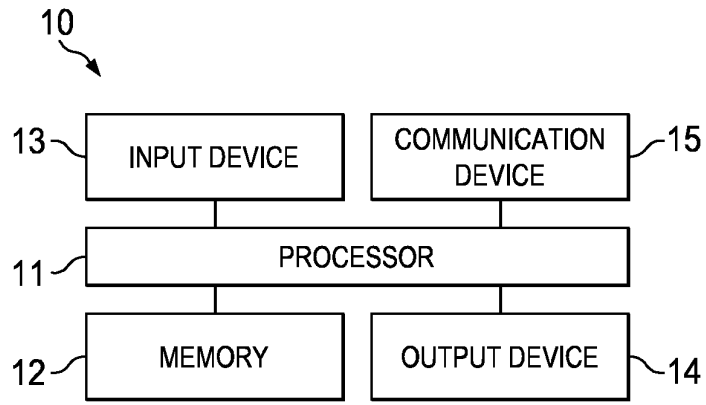 10
13
INPUT DEVICE
COMMUNICATION
DEVICE
15
11
PROCESSOR
12
MEMORY
OUTPUT DEVICE
14